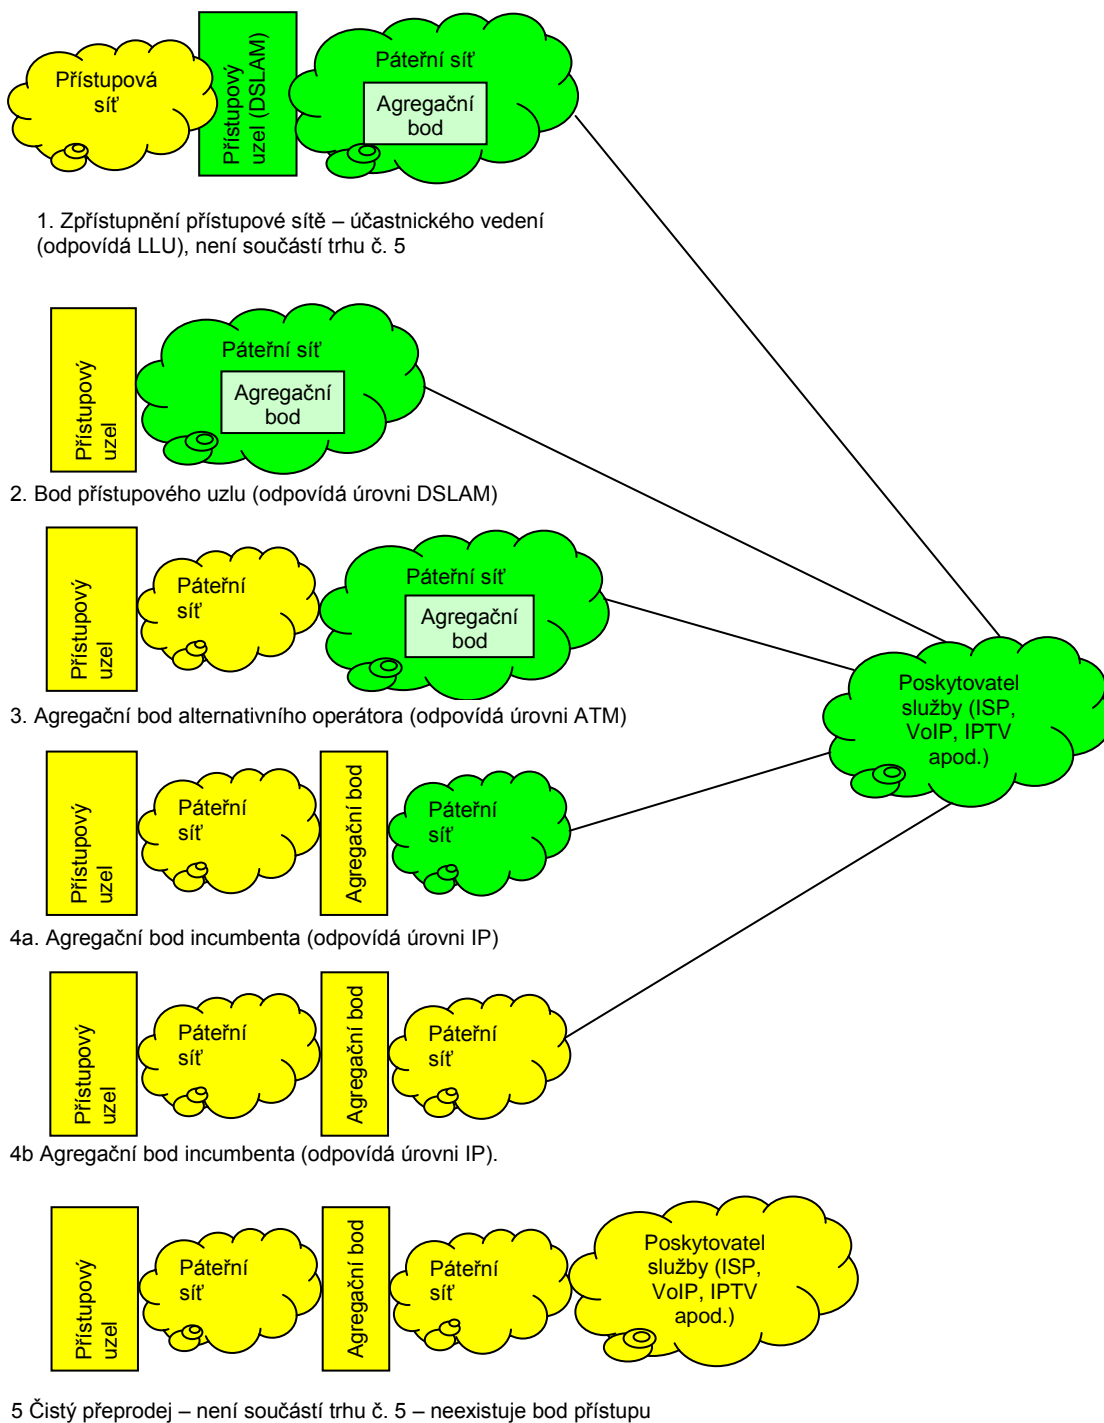 Přístupová
síť
Přístupový
uzel (DSLAM)
Páteřní síť
Agregační
bod
1. Zpřístupnění přístupové sítě – účastnického vedení
(odpovídá LLU), není součástí trhu č. 5
Přístupový
uzel
Páteřní síť
Agregační
bod
2. Bod přístupového uzlu (odpovídá úrovni DSLAM)
Přístupový
uzel
Páteřní
síť
Páteřní síť
Agregační
bod
Poskytovatel
služby (ISP,
VoIP, IPTV
apod.)
3. Agregační bod alternativního operátora (odpovídá úrovni ATM)
Přístupový
uzel
Páteřní
síť
Agregační bod
Páteřní
síť
4a. Agregační bod incumbenta (odpovídá úrovni IP)
Přístupový
uzel
Páteřní
síť
Agregační bod
Páteřní
síť
4b Agregační bod incumbenta (odpovídá úrovni IP).
Přístupový
uzel
Páteřní
síť
Agregační bod
Páteřní
síť
Poskytovatel
služby (ISP,
VoIP, IPTV
apod.)
5 Čistý přeprodej – není součástí trhu č. 5 – neexistuje bod přístupu